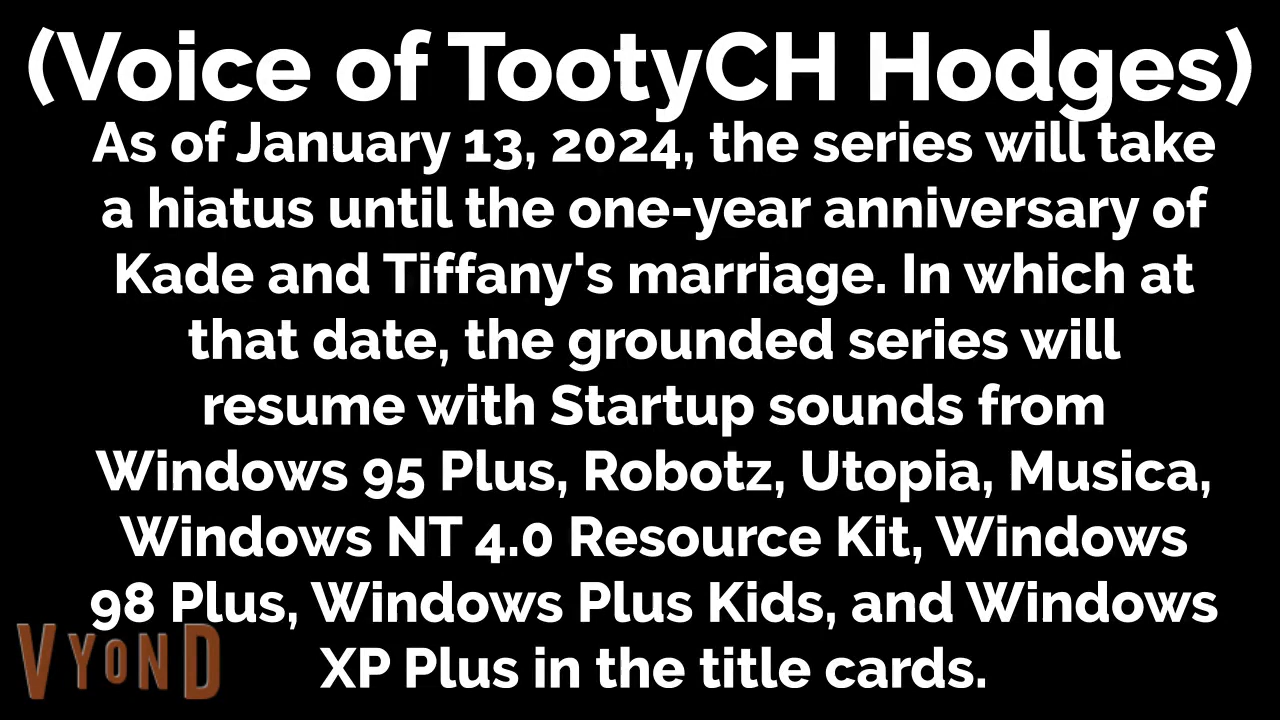 (Voice of TootyCH Hodges)
As of January 13, 2024, the series will take
a hiatus until the one-year anniversary of
Kade and Tiffany's marriage. In which at
that date, the grounded series will
resume with Startup sounds from
Windows 95 Plus, Robotz, Utopia, Musica,
Windows NT 4.0 Resource Kit, Windows
98 Plus, Windows Plus Kids, and Windows
XP Plus in the title cards.
VYOND